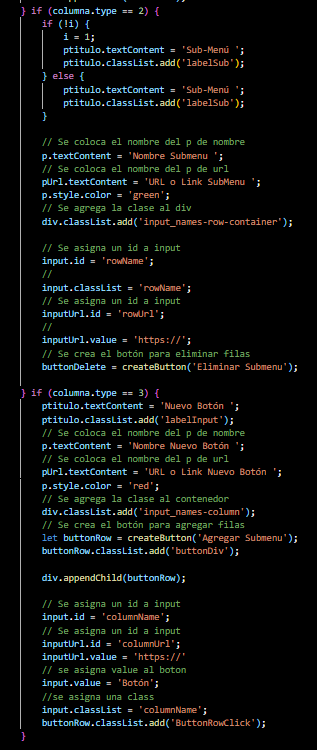 } if (columna.type == 2) {
if (!i) {
i = 1;
ptitulo.textContent = 'Sub-Menú ';
ptitulo.classList.add('labelSub');
} else {
ptitulo.textContent = 'Sub-Menú ';
ptitulo.classList.add('labelSub');
}
// Se coloca el nombre del p de nombre
p.textContent = 'Nombre Submenu ';
// Se coloca el nombre del p de url
pUrl.textContent = 'URL o Link SubMenu ';
p.style.color = 'green';
// Se agrega la clase al div
div.classList.add('input_names-row-container');
// Se asigna un id a input
input.id = 'rowName';
//
input.classList = 'rowName';
// Se asigna un id a input
inputUrl.id = 'rowUrl';
//
inputUrl.value = 'https://';
// Se crea el botón para eliminar filas
buttonDelete = createButton('Eliminar Submenu');
} if (columna.type == 3) {
ptitulo.textContent = 'Nuevo Botón ';
ptitulo.classList.add('labelInput');
// Se coloca el nombre del p de nombre
p.textContent = 'Nombre Nuevo Botón ';
// Se coloca el nombre del p de url
pUrl.textContent = 'URL o Link Nuevo Botón ';
p.style.color = 'red';
// Se agrega la clase al contenedor
div.classList.add('input_names-column');
// Se crea el botón para agregar filas
let buttonRow = createButton('Agregar Submenu');
buttonRow.classList.add('buttonDiv');
div.appendChild(buttonRow);
// Se asigna un id a input
input.id = 'columnName';
// Se asigna un id a input
inputUrl.id = 'columnUrl';
inputUrl.value = 'https://'
// se asigna value al boton
input.value = 'Botón';
//se asigna una class
input.classList = 'columnName';
buttonRow.classList.add('ButtonRowClick');
}